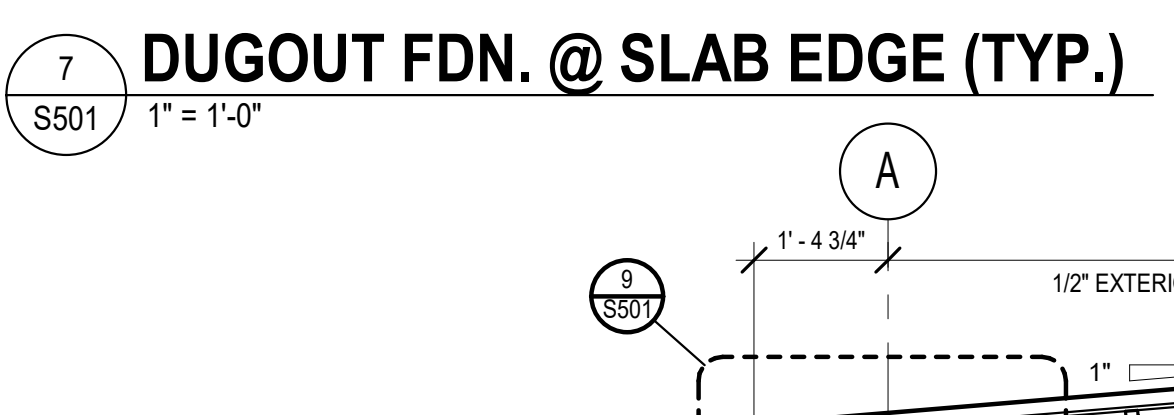 7
S501
DUGOUT FDN. @ SLAB EDGE (TYP.)
1" = 1'-0"
A
1' - 4 3/4"
9
S501
1/2"
1"